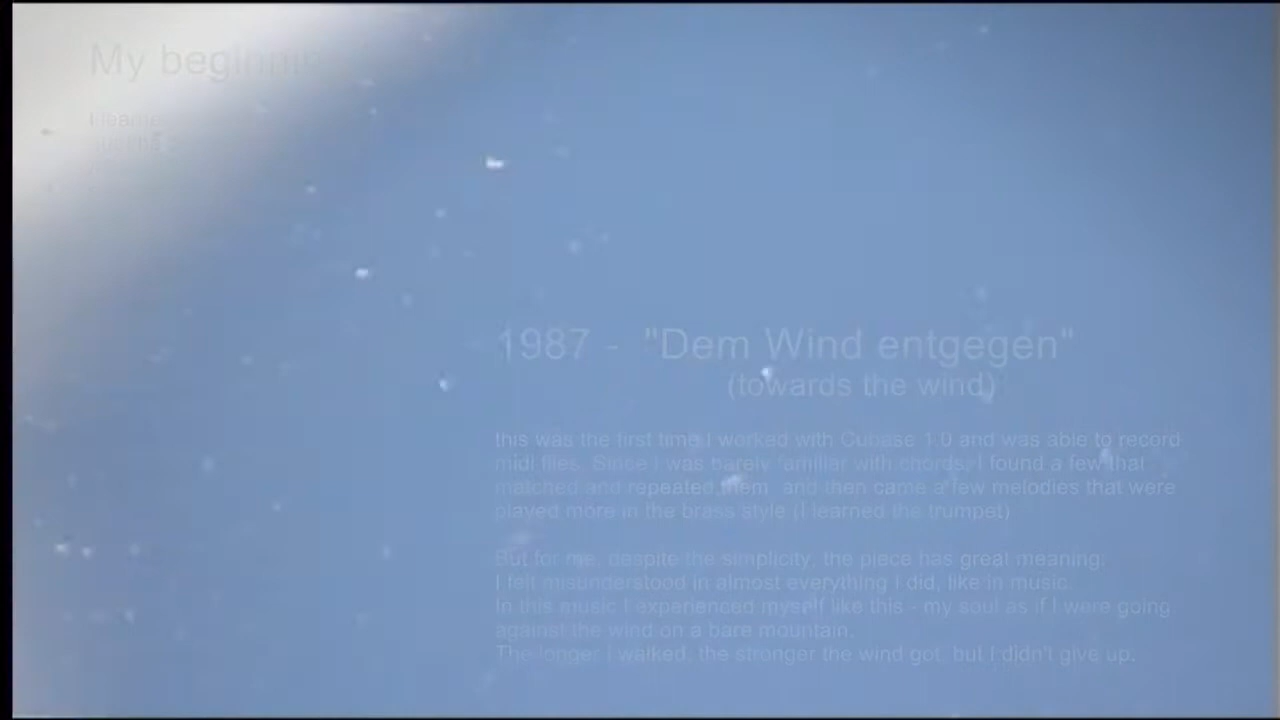 My beginnin
I learne
1987 - "Dem Wind entgegen"
(towards the wind)
this was the first time I worked with Cubase 1.0 and was able to record
midi files. Since I was barely familiar with chords, I found a few that
matched and repeated them, and then came a few melodies that were
played more in the brass style (I learned the trumpet)
But for me, despite the simplicity, the piece has great meaning:
I felt misunderstood in almost everything I did, like in music.
In this music I experienced myself like this - my soul as if I were going
against the wind on a bare mountain.
The longer I walked, the stronger the wind got, but I didn't give up.